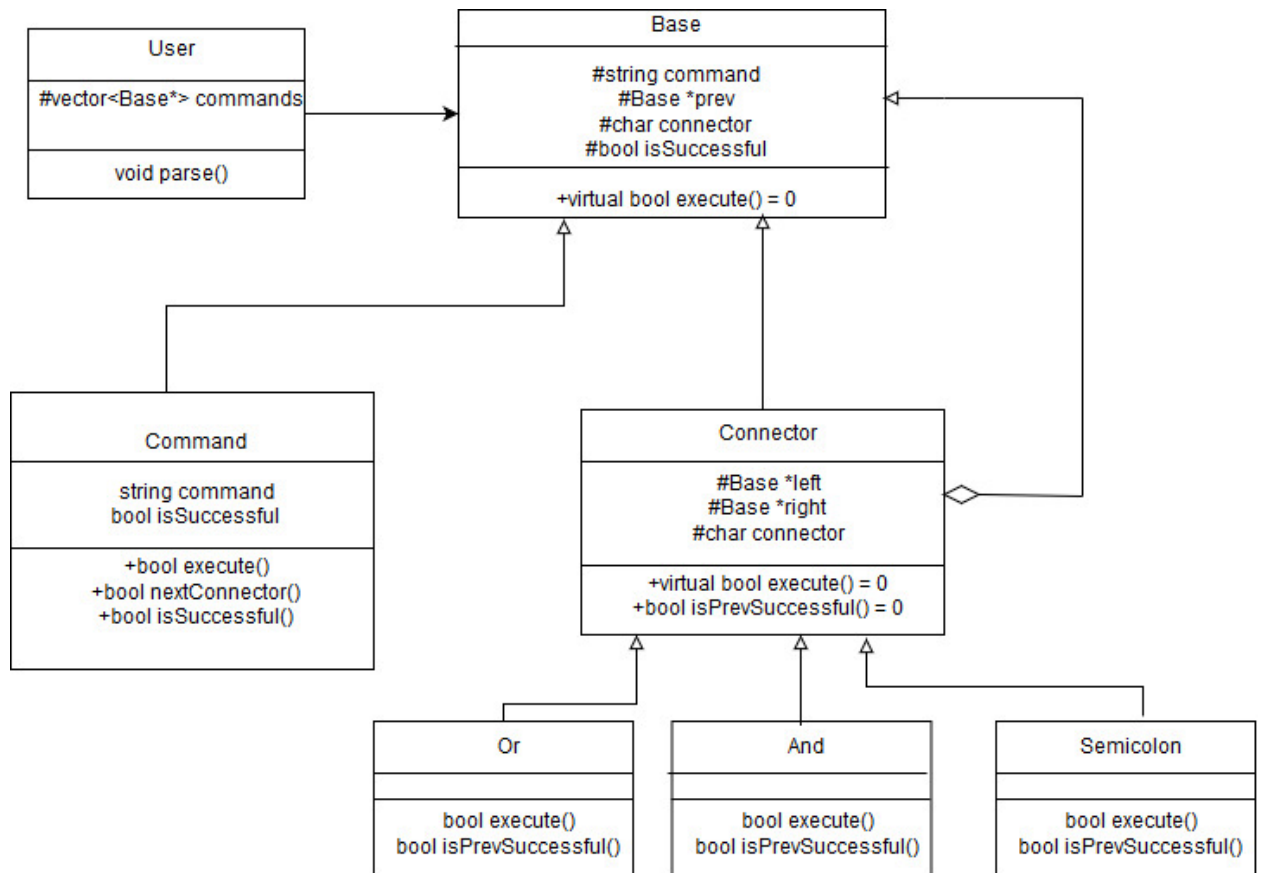 User
#vector<Base*> commands
void parse()
Base
#string command
#Base *prev
#char connector
#bool isSuccessful
+virtual bool execute() = 0
Command
string command
bool isSuccessful
+bool execute()
+bool nextConnector()
+bool isSuccessful()
Connector
#Base *left
#Base *right
#char connector
+virtual bool execute() = 0
+bool isPrevSuccessful() = 0
Or
bool execute()
bool isPrevSuccessful()
And
bool execute()
bool isPrevSuccessful()
Semicolon
bool execute()
bool isPrevSuccessful()